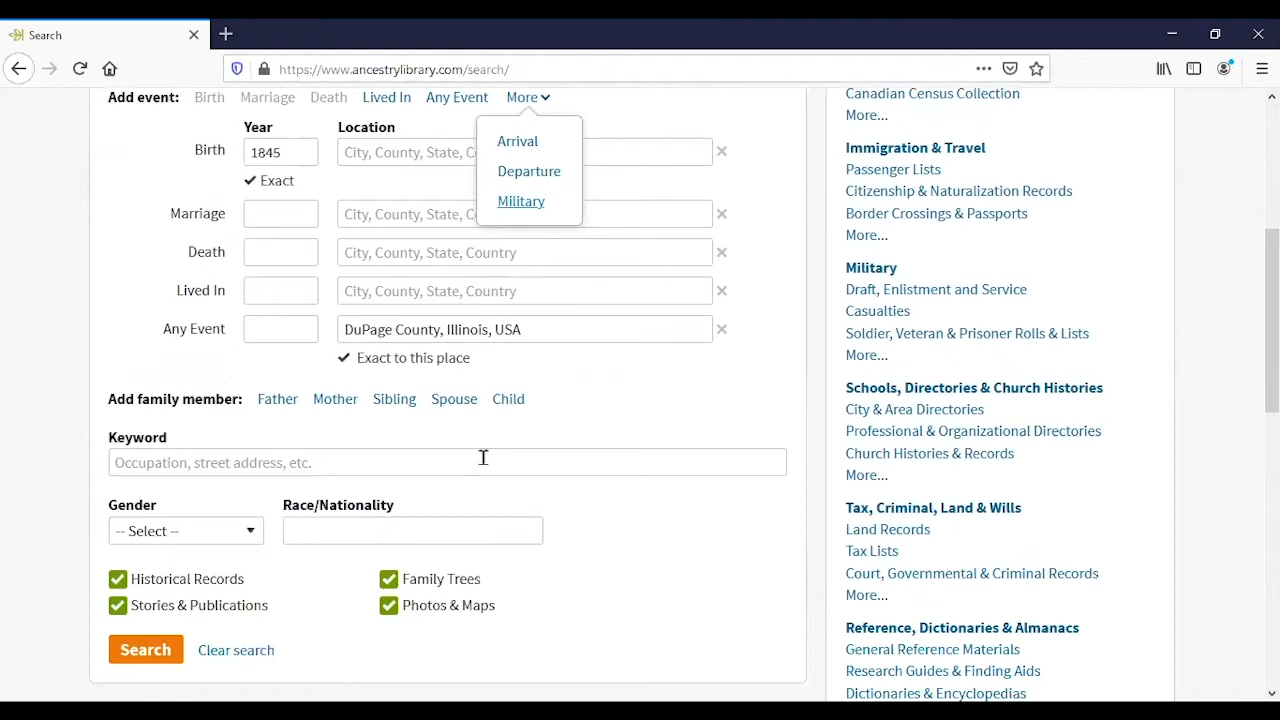 Search
https://www.ancestrylibrary.com/search/
Add event: Birth Marriage Death Lived In Any Event More
Arrival
Departure
Military
Year Location
Birth 1845 City, County, State, C
Exact
Marriage City, County, State, C
Death City, County, State, Country
Lived In City, County, State, Country
Any Event DuPage County, Illinois, USA
Exact to this place
Add family member: Father Mother Sibling Spouse Child
Keyword
Occupation, street address, etc.
Gender Race/Nationality
-- Select --
Historical Records Family Trees
Stories & Publications Photos & Maps
Search Clear search
Canadian Census Collection
More...
Immigration & Travel
Passenger Lists
Citizenship & Naturalization Records
Border Crossings & Passports
More...
Military
Draft, Enlistment and Service
Casualties
Soldier, Veteran & Prisoner Rolls & Lists
More...
Schools, Directories & Church Histories
City & Area Directories
Professional & Organizational Directories
Church Histories & Records
More...
Tax, Criminal, Land & Wills
Land Records
Tax Lists
Court, Governmental & Criminal Records
More...
Reference, Dictionaries & Almanacs
General Reference Materials
Research Guides & Finding Aids
Dictionaries & Encyclopedias